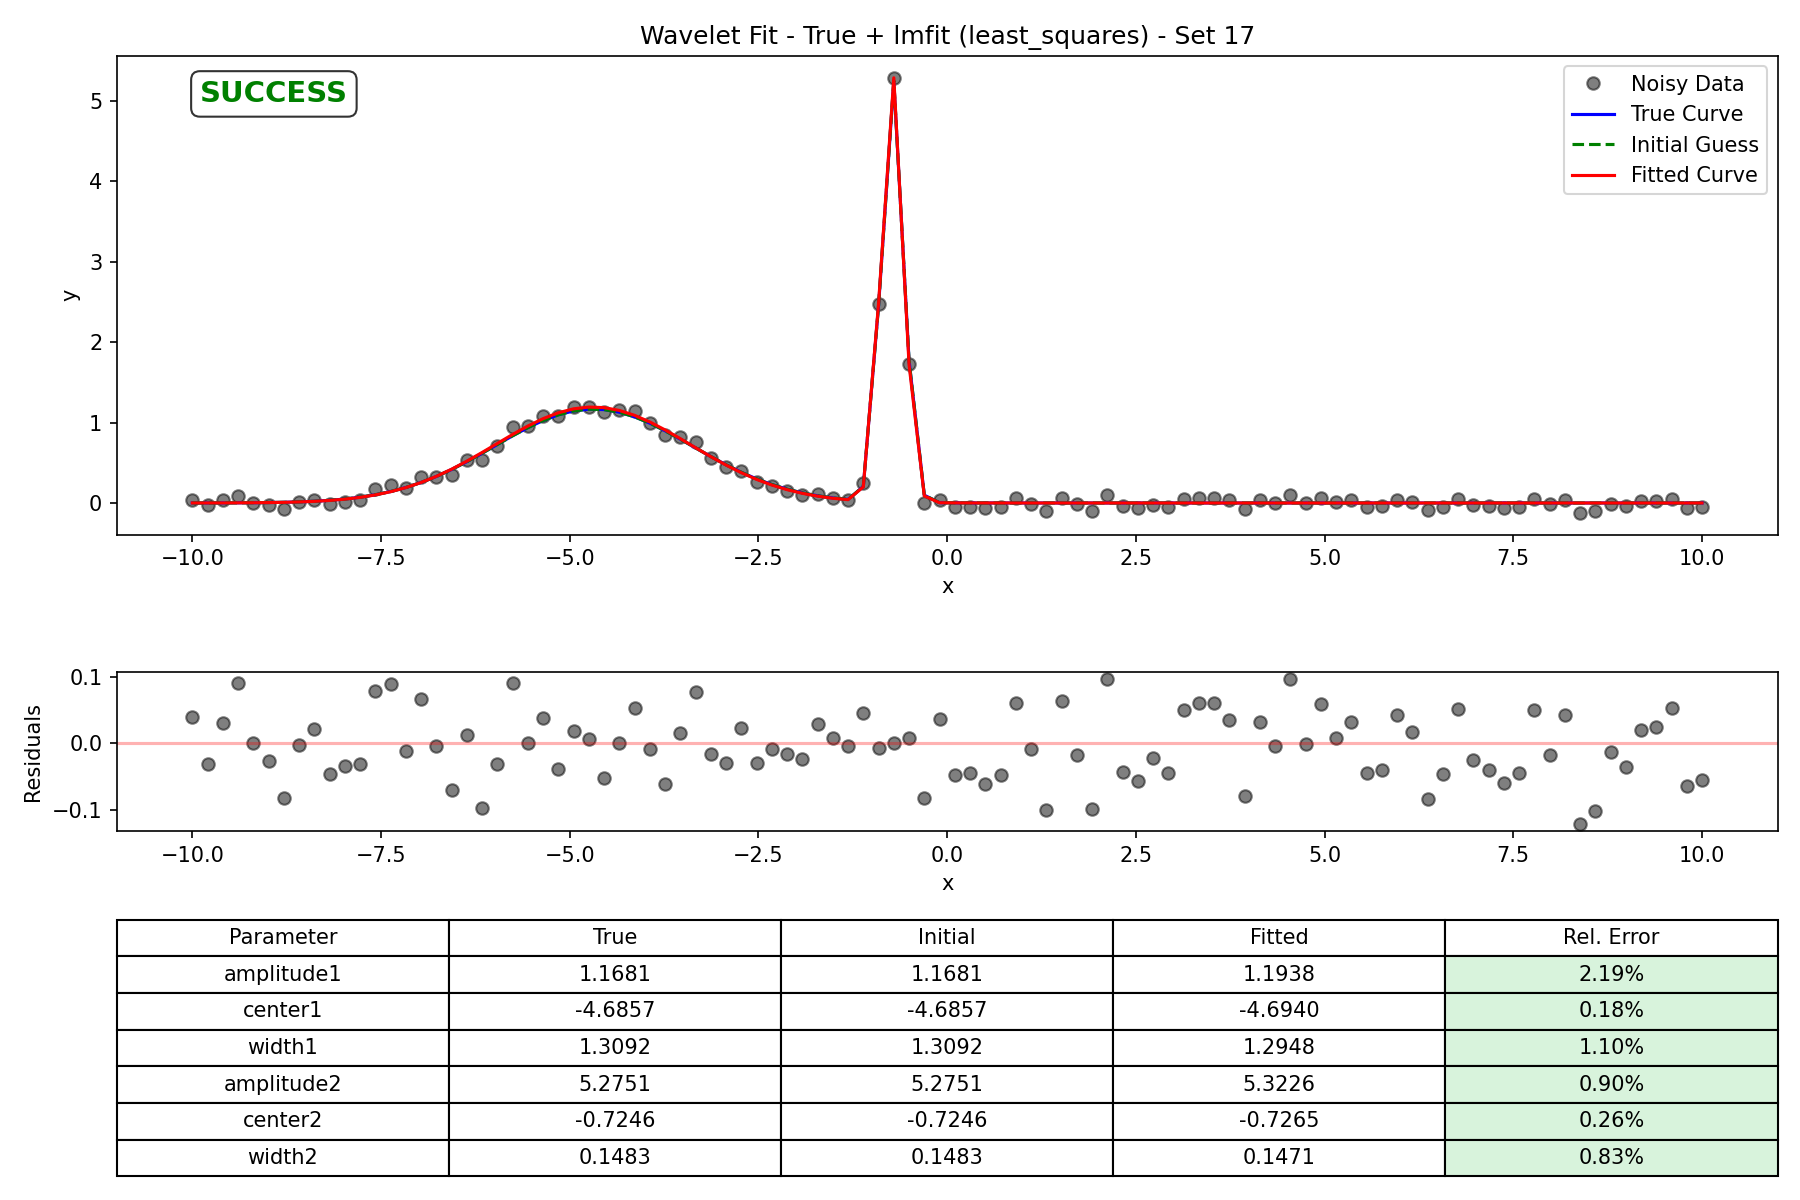 Wavelet Fit - True + lmfit (least_squares) - Set 17
SUCCESS
Noisy Data
True Curve
Initial Guess
Fitted Curve
y
5
4
3
2
1
0
−10.0 −7.5 −5.0 −2.5 0.0 2.5 5.0 7.5 10.0
x
Residuals
0.1
0.0
−0.1
−10.0 −7.5 −5.0 −2.5 0.0 2.5 5.0 7.5 10.0
x
Parameter True Initial Fitted Rel. Error
amplitude1 1.1681 1.1681 1.1938 2.19%
center1 -4.6857 -4.6857 -4.6940 0.18%
width1 1.3092 1.3092 1.2948 1.10%
amplitude2 5.2751 5.2751 5.3226 0.90%
center2 -0.7246 -0.7246 -0.7265 0.26%
width2 0.1483 0.1483 0.1471 0.83%